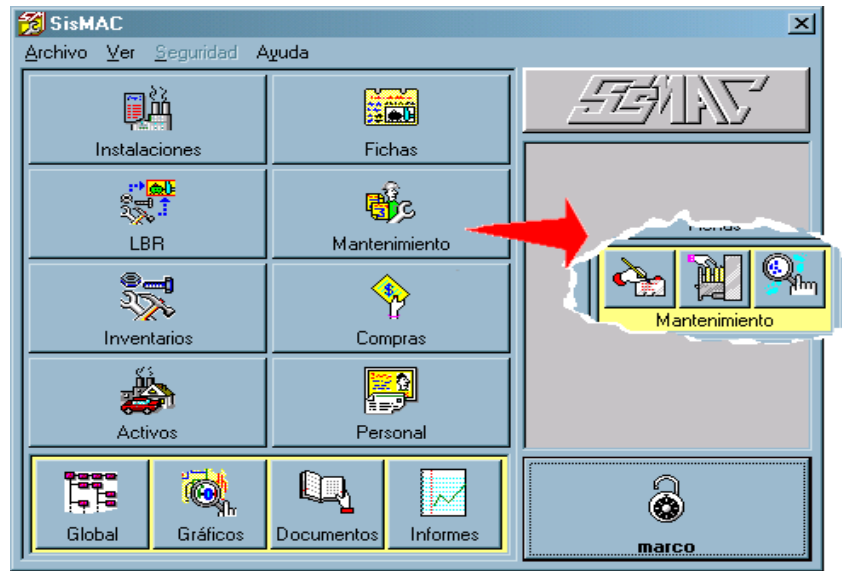 SisMAC
Archivo Ver Seguridad Ayuda
Instalaciones
Fichas
SisMAC
LBR
Mantenimiento
Mantenimiento
Inventarios
Compras
Activos
Personal
Global
Gráficos
Documentos
Informes
marco